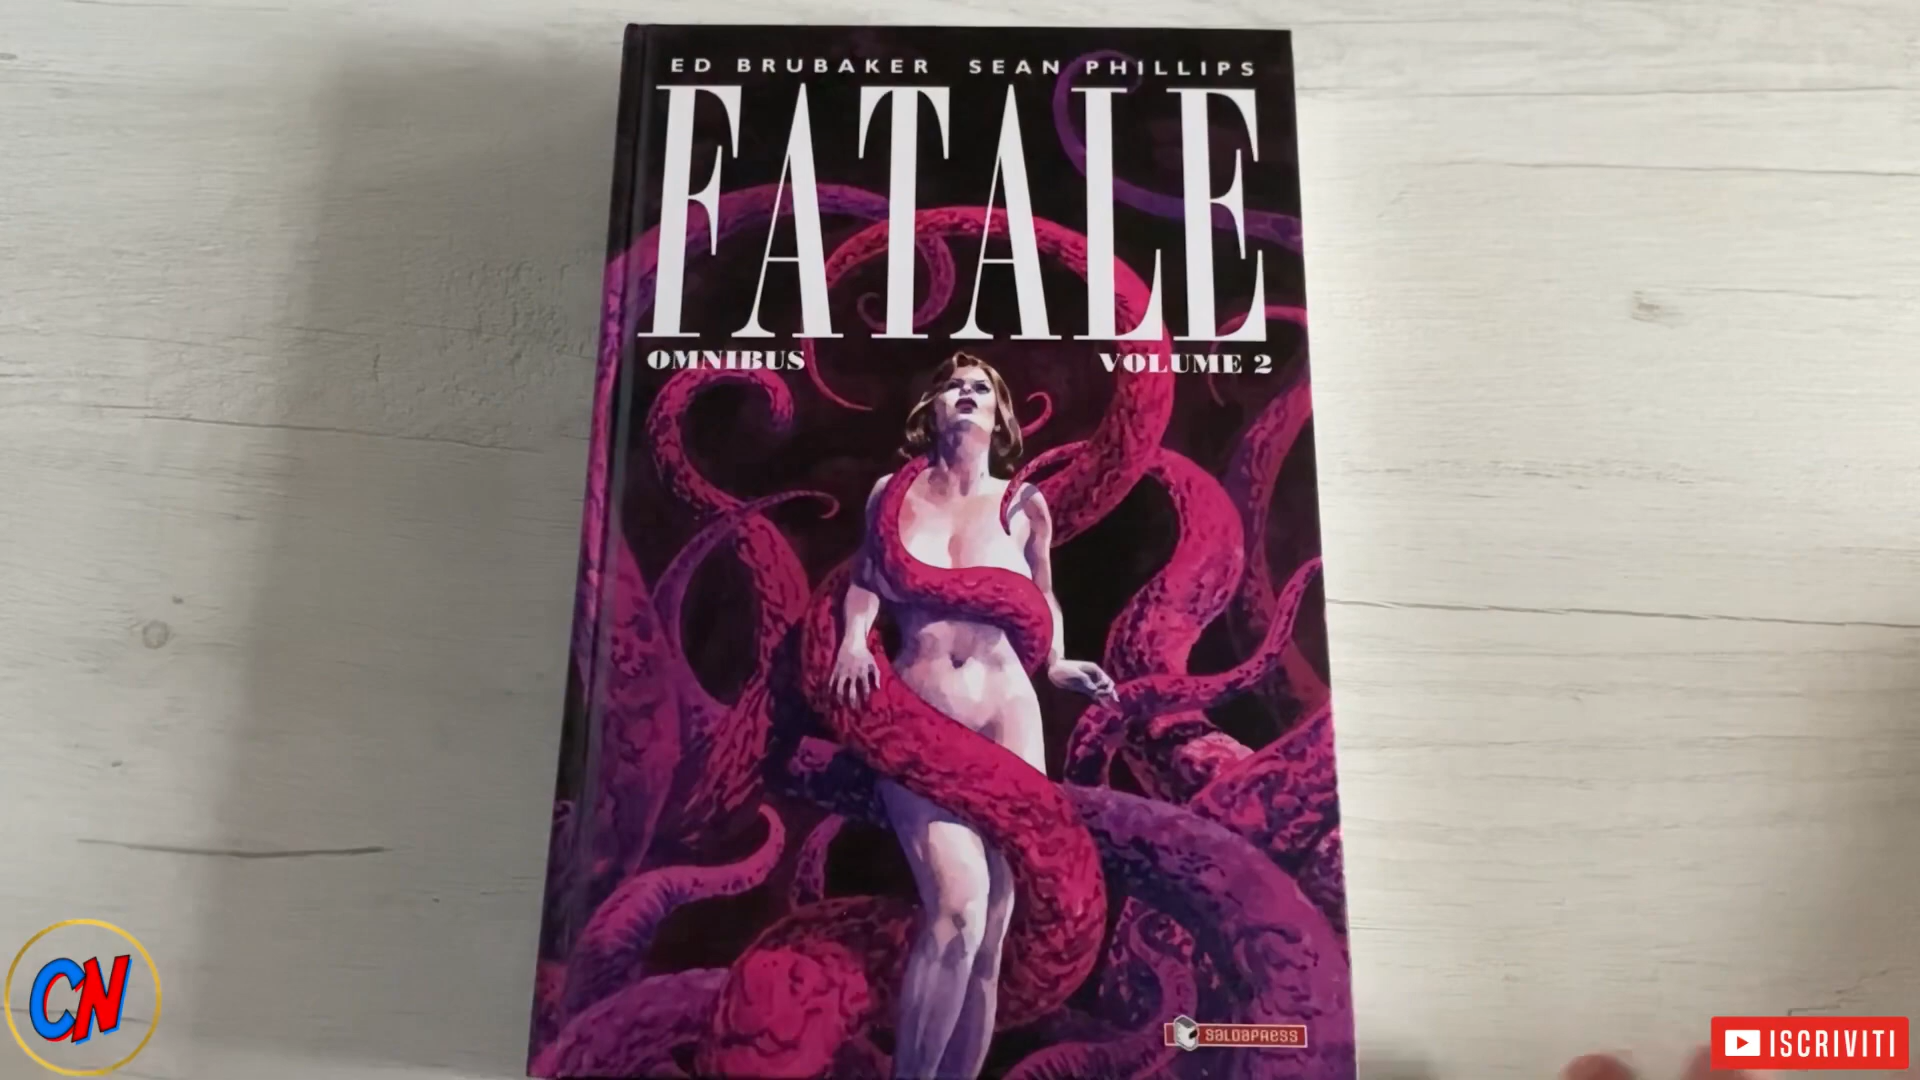 ED BRUBAKER SEAN PHILLIPS
FATALE
OMNIBUS VOLUME 2
SALDAPRESS
CN
ISCRIVITI